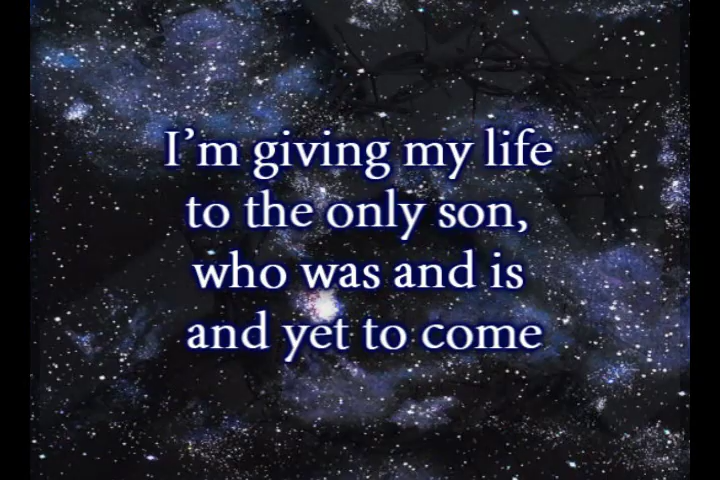 I'm giving my life
to the only son,
who was and is
and yet to come